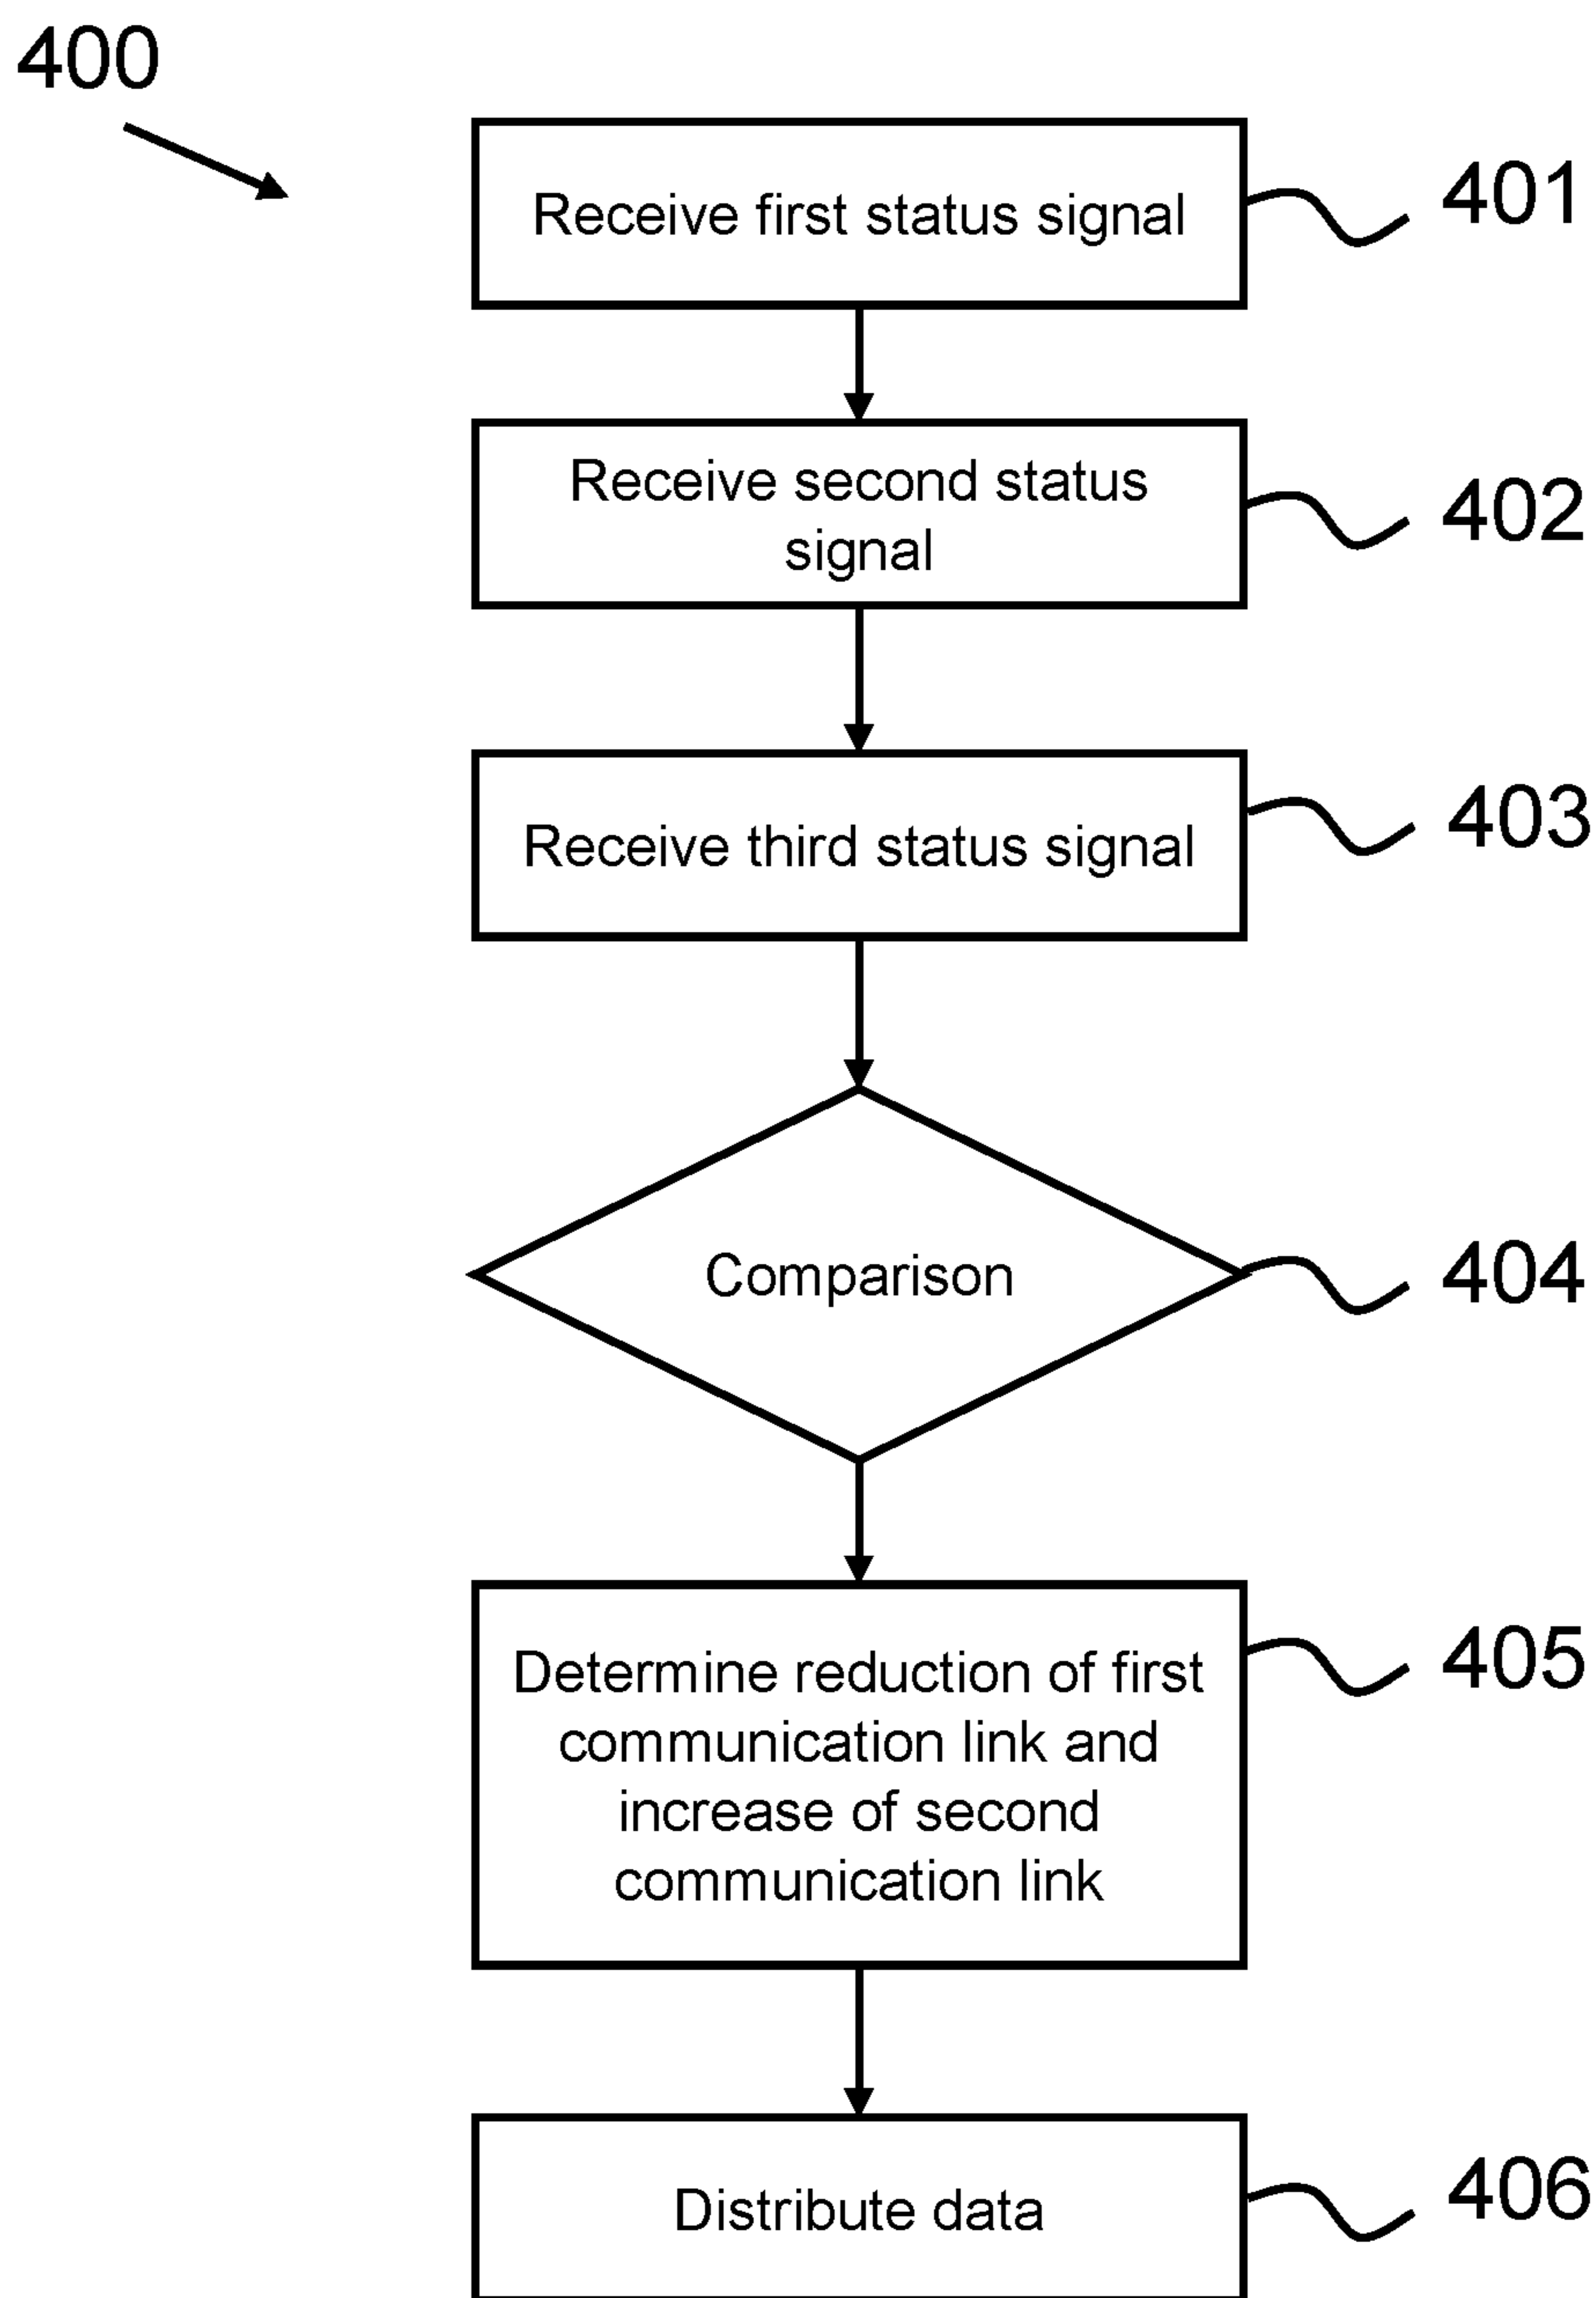 400
Receive first status signal
401
Receive second status
signal
402
Receive third status signal
403
Comparison
404
Determine reduction of first
communication link and
increase of second
communication link
405
Distribute data
406